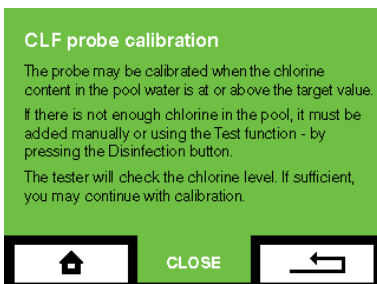 CLF probe calibration
The probe may be calibrated when the chlorine
content in the pool water is at or above the target value.
If there is not enough chlorine in the pool, it must be
added manually or using the Test function - by
pressing the Disinfection button.
The tester will check the chlorine level. If sufficient,
you may continue with calibration.
CLOSE